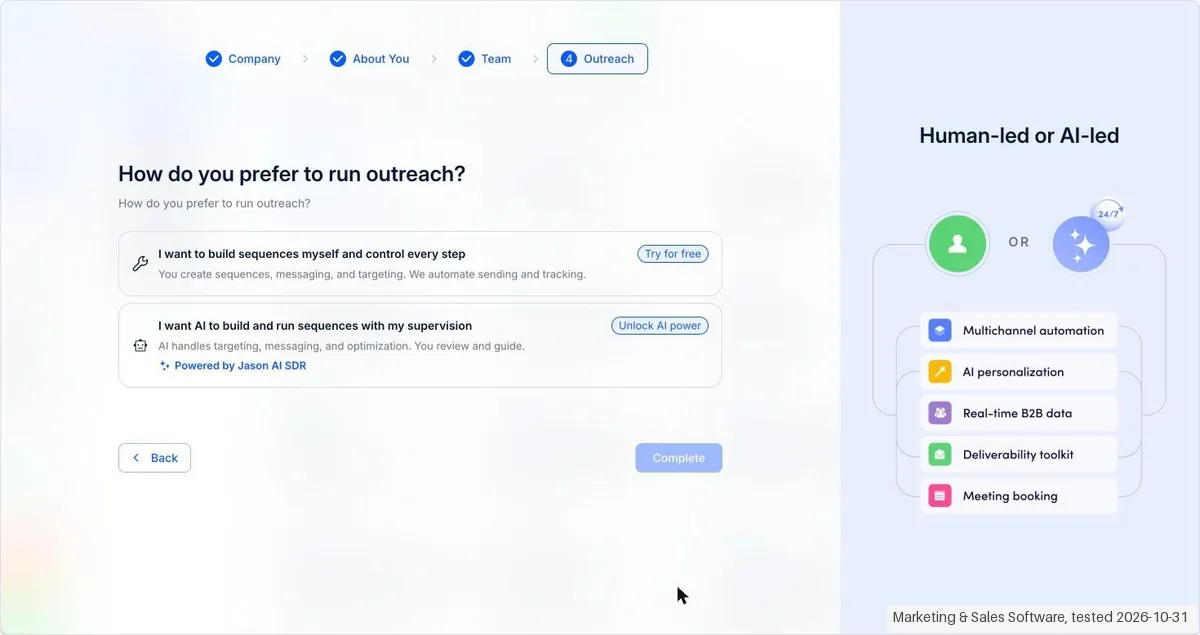 Company
About You
Team
4 Outreach
How do you prefer to run outreach?
How do you prefer to run outreach?
I want to build sequences myself and control every step
Try for free
You create sequences, messaging, and targeting. We automate sending and tracking.
I want AI to build and run sequences with my supervision
Unlock AI power
AI handles targeting, messaging, and optimization. You review and guide.
Powered by Jason AI SDR
Back
Complete
Human-led or AI-led
24/7
OR
Multichannel automation
AI personalization
Real-time B2B data
Deliverability toolkit
Meeting booking
Marketing & Sales Software, tested 2026-10-31